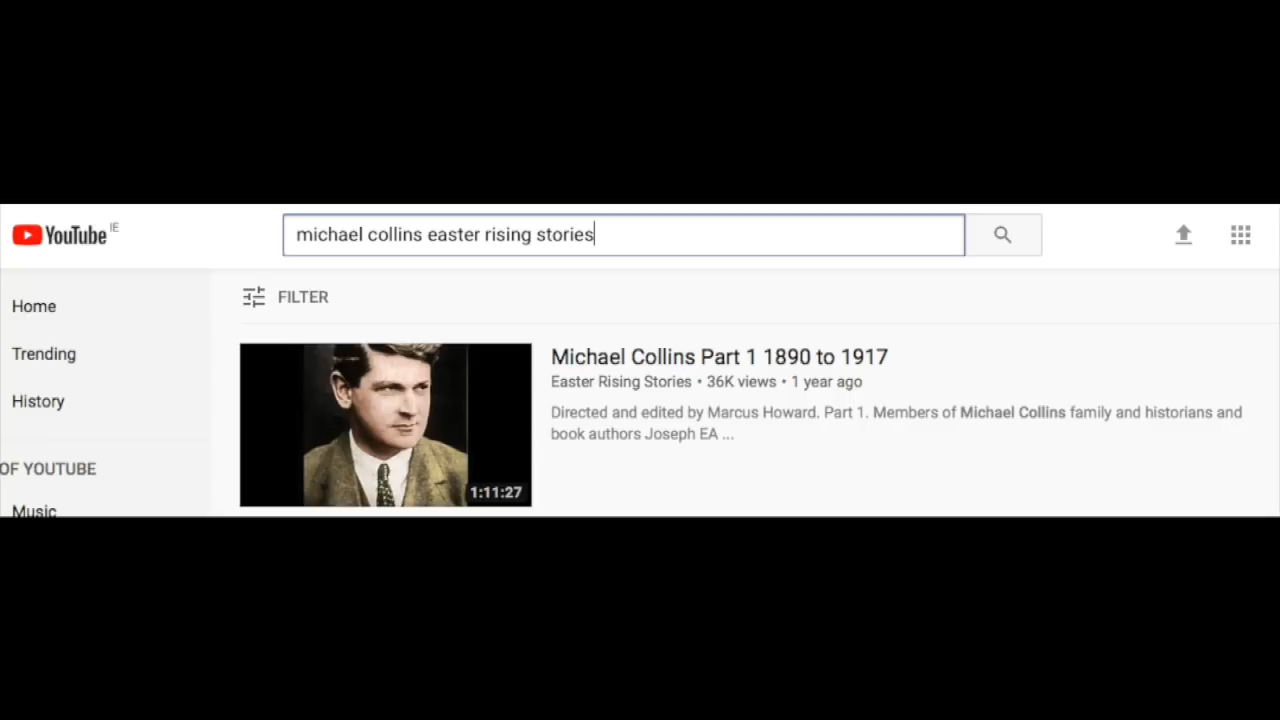 YouTube IE
michael collins easter rising stories
Home
Trending
History
OF YOUTUBE
Music
FILTER
1:11:27
Michael Collins Part 1 1890 to 1917
Easter Rising Stories • 36K views • 1 year ago
Directed and edited by Marcus Howard. Part 1. Members of Michael Collins family and historians and
book authors Joseph EA ...